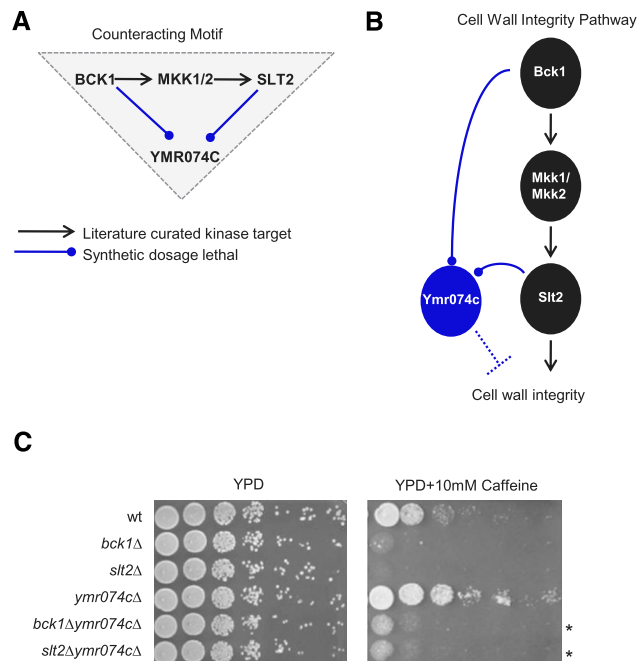 A
Counteracting Motif
BCK1 MKK1/2 SLT2
YMR074C
Literature curated kinase target
Synthetic dosage lethal
B
Cell Wall Integrity Pathway
Bck1
Mkk1/
Mkk2
Ymr074c
Slt2
Cell wall integrity
C
YPD
YPD+10mM Caffeine
wt
bck1Δ
slt2Δ
ymr074cΔ
bck1Δymr074cΔ *
slt2Δymr074cΔ *